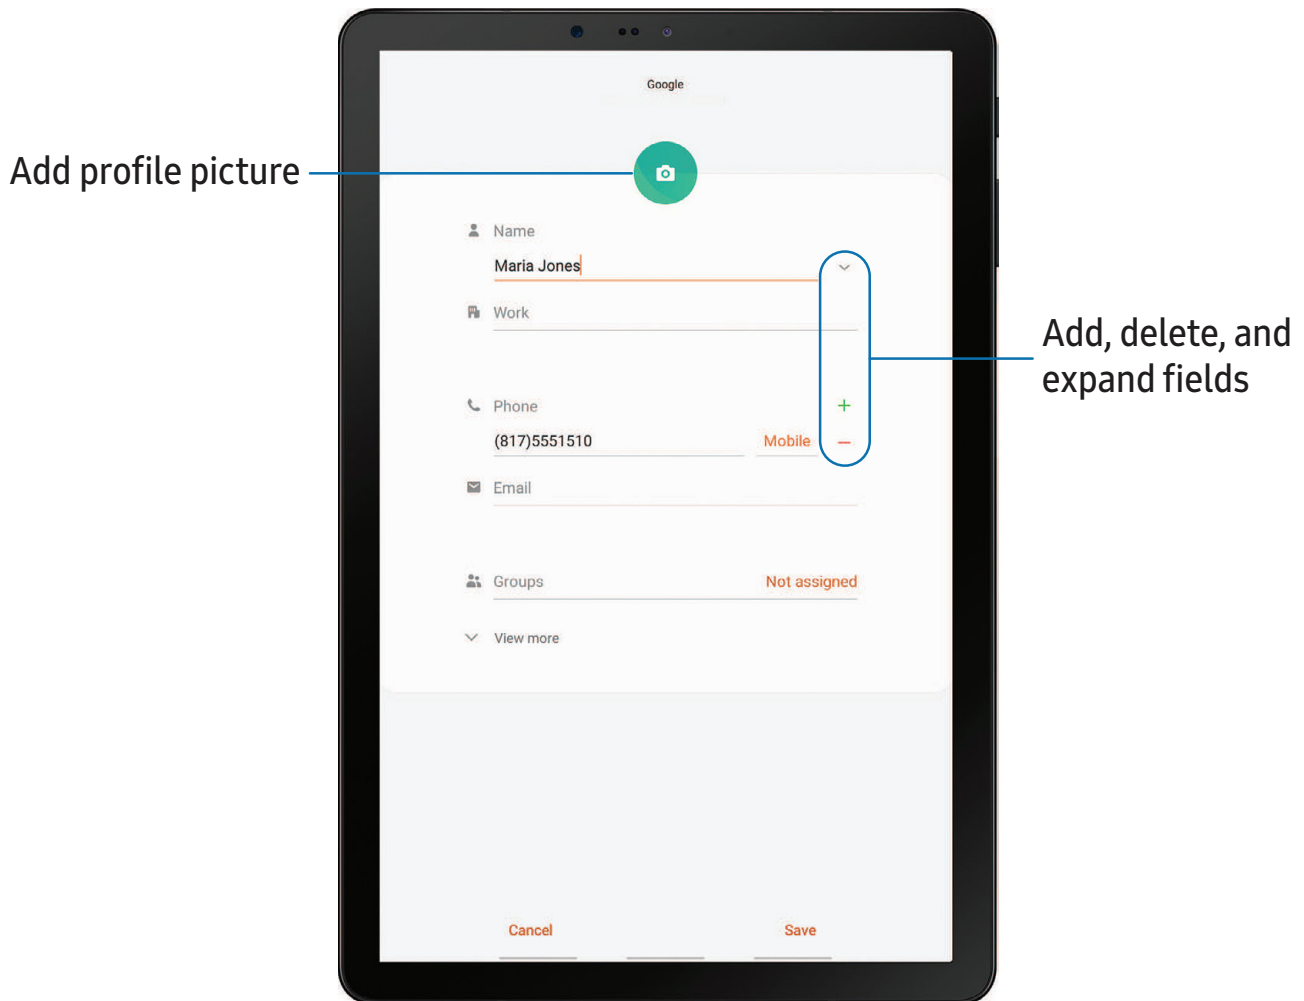 Google
Add profile picture
Name
Maria Jones
Work
Add, delete, and
expand fields
Phone
(817)5551510 Mobile
Email
Groups Not assigned
View more
Cancel Save